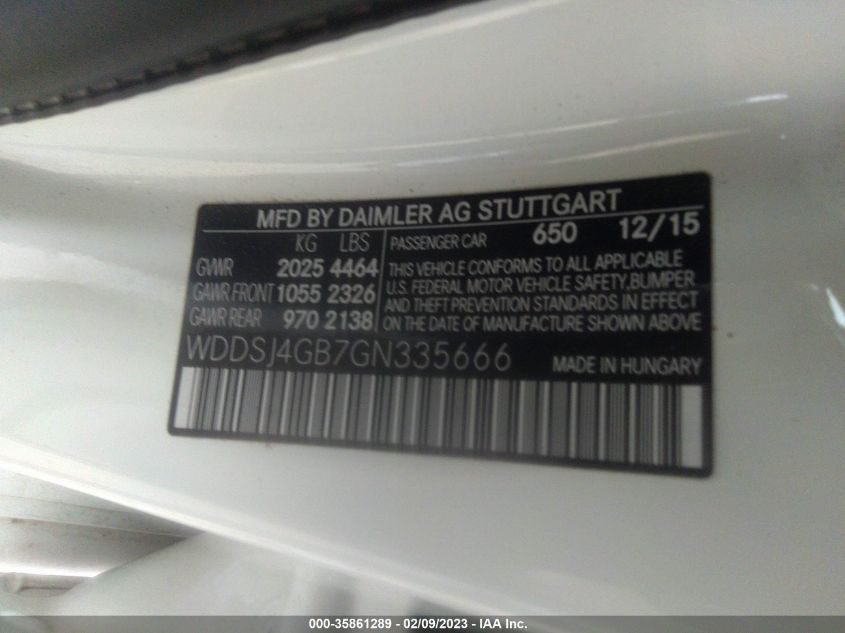 MFD BY DAIMLER AG STUTTGART
KG LBS
GVWR 2025 4464
GAWR FRONT 1055 2326
GAWR REAR 970 2138
PASSENGER CAR 650 12/15
THIS VEHICLE CONFORMS TO ALL APPLICABLE
U.S. FEDERAL MOTOR VEHICLE SAFETY, BUMPER
AND THEFT PREVENTION STANDARDS IN EFFECT
ON THE DATE OF MANUFACTURE SHOWN ABOVE
WDDSJ4GB7GN335666
MADE IN HUNGARY
000-35861289 - 02/09/2023 - IAA Inc.